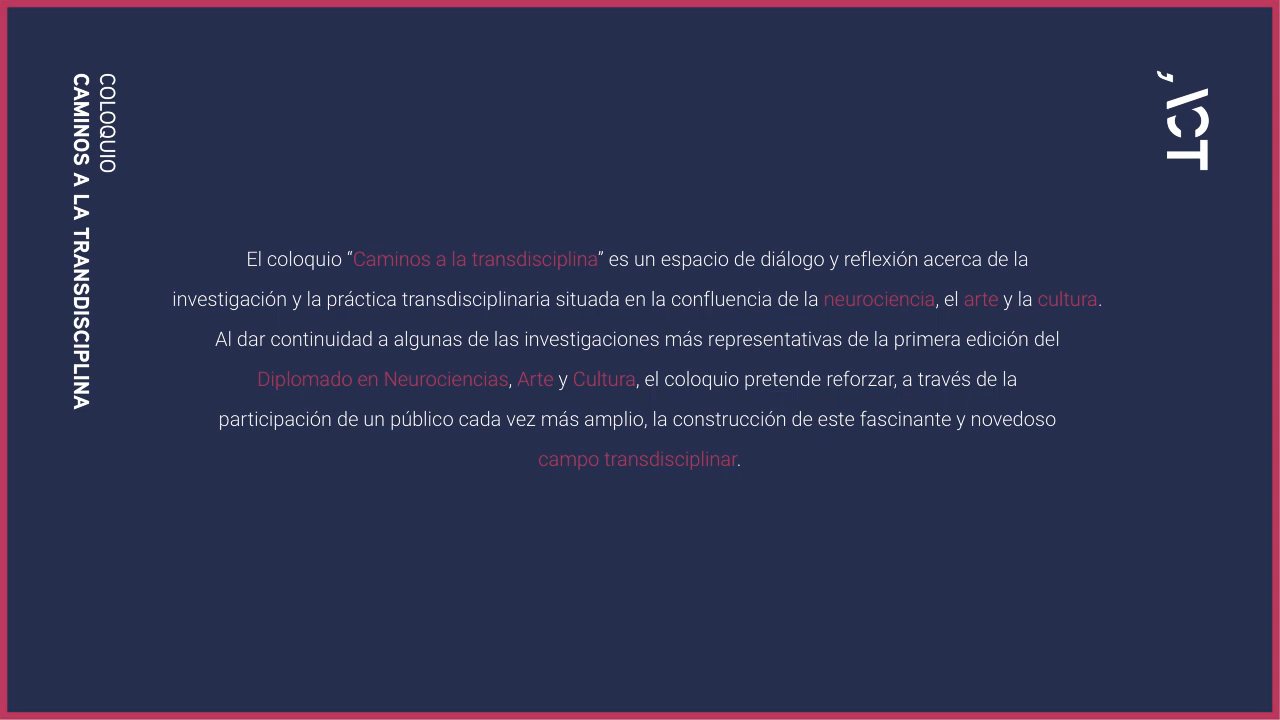 COLOQUIO
CAMINOS A LA TRANSDISCIPLINA
, ACT
El coloquio “Caminos a la transdisciplina” es un espacio de diálogo y reflexión acerca de la
investigación y la práctica transdisciplinaria situada en la confluencia de la neurociencia, el arte y la cultura.
Al dar continuidad a algunas de las investigaciones más representativas de la primera edición del
Diplomado en Neurociencias, Arte y Cultura, el coloquio pretende reforzar, a través de la
participación de un público cada vez más amplio, la construcción de este fascinante y novedoso
campo transdisciplinar.